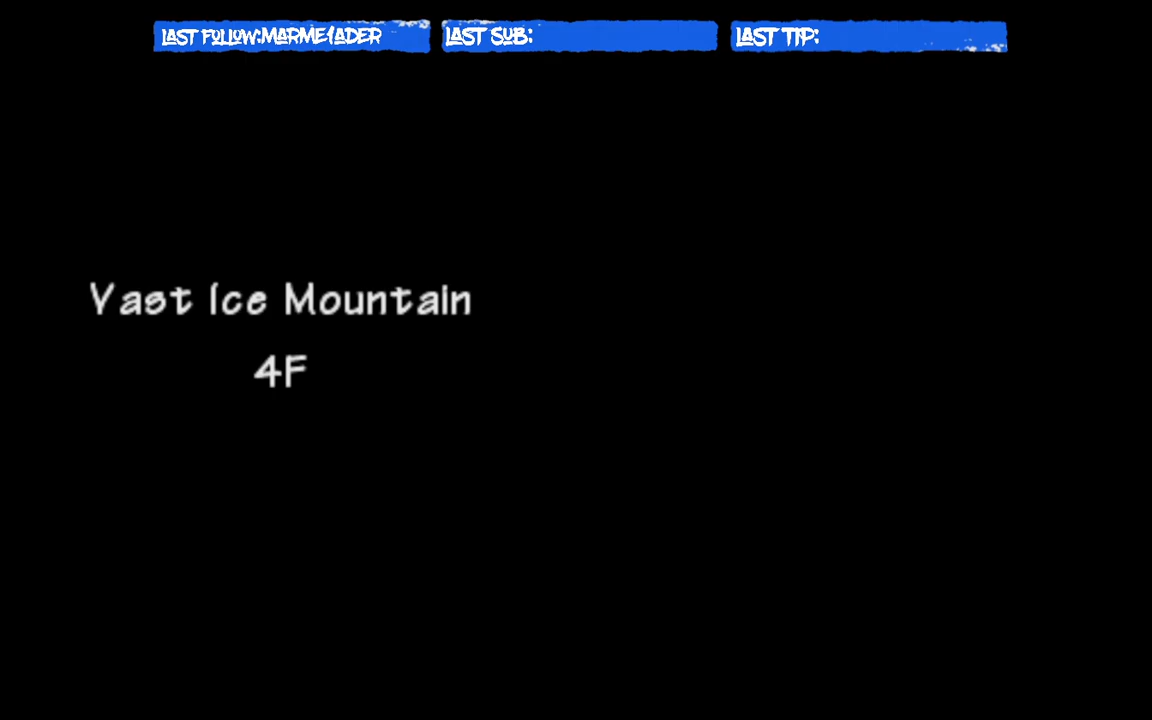 LAST FOLLOW:MARME1ADER
LAST SUB:
LAST TIP:
Vast Ice Mountain
4F